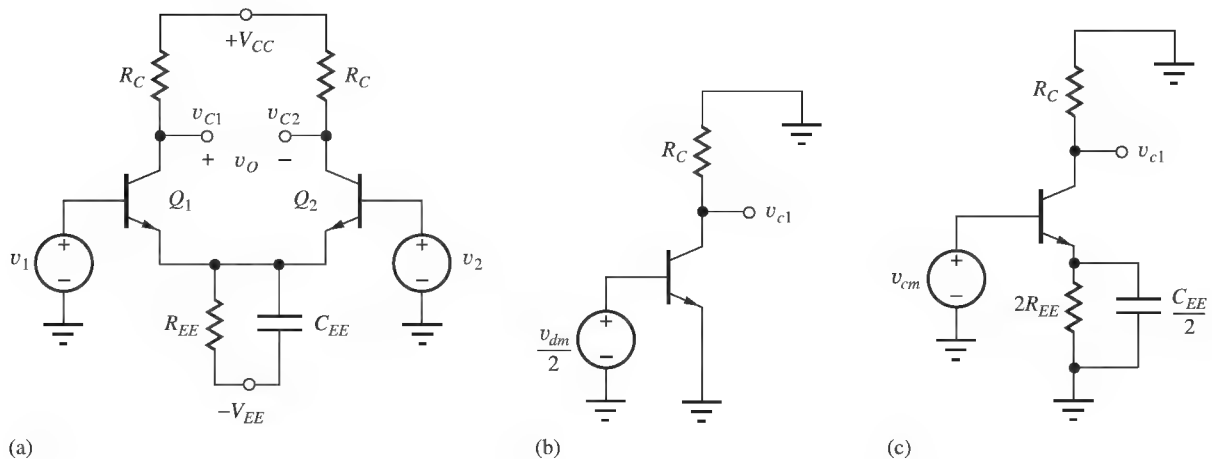 +V_CC
R_C
R_C
v_C1
v_C2
+
v_O
−
Q_1
Q_2
v_1
+
−
+
−
v_2
R_EE
C_EE
−V_EE
(a)
R_C
v_c1
v_dm
2
+
−
(b)
R_C
v_c1
v_cm
+
−
2R_EE
C_EE
2
(c)